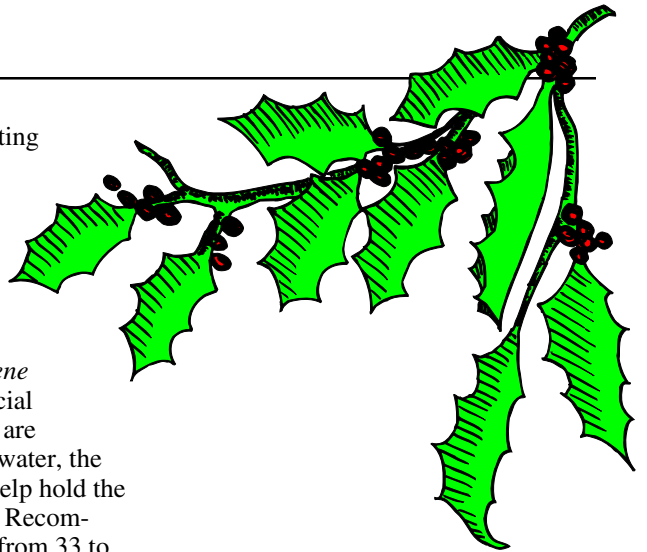 ting
ene
cial
are
water, the
elp hold the
Recom-
from 33 to